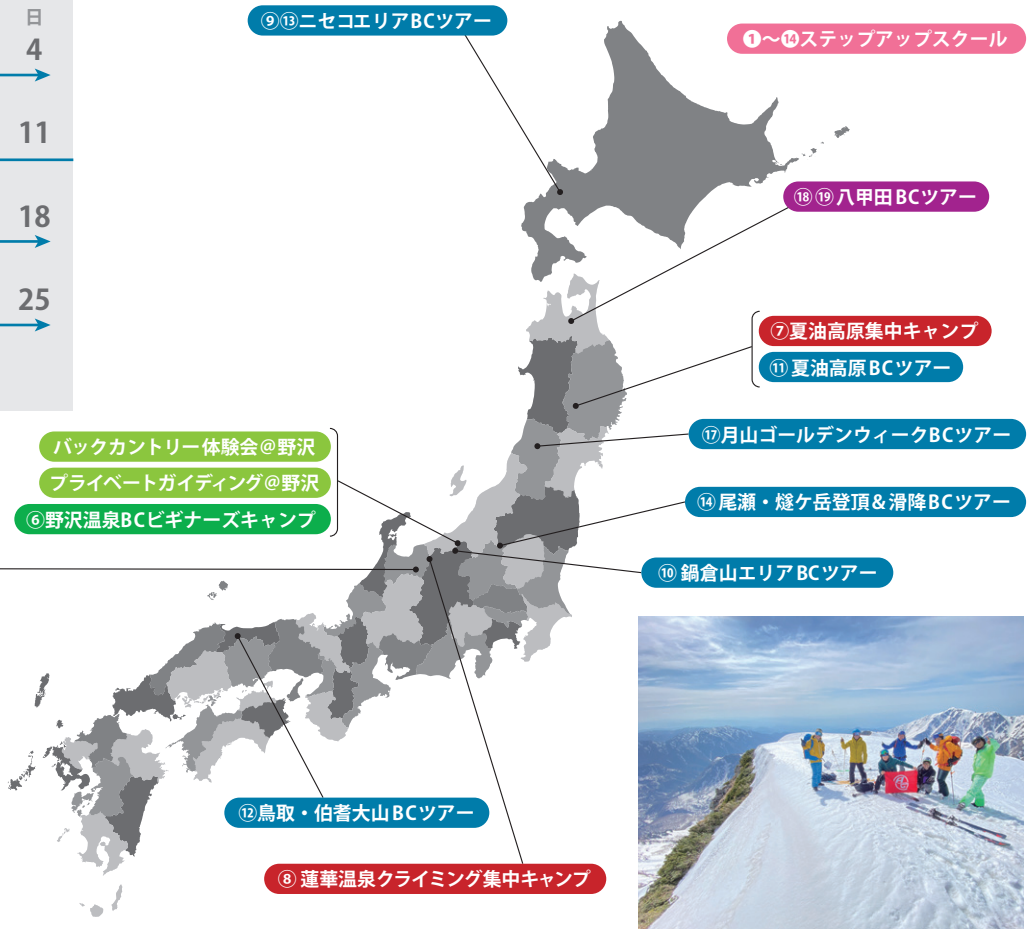 日
4
11
18
25
⑨⑬ニセコエリアBCツアー
❶〜⓮ステップアップスクール
⑱⑲八甲田BCツアー
⑦夏油高原集中キャンプ
⑪夏油高原BCツアー
⑰月山ゴールデンウィークBCツアー
バックカントリー体験会@野沢
プライベートガイディング@野沢
⑥野沢温泉BCビギナーズキャンプ
⑭尾瀬・燧ケ岳登頂&滑降BCツアー
⑩鍋倉山エリアBCツアー
⑫鳥取・伯耆大山BCツアー
⑧蓮華温泉クライミング集中キャンプ